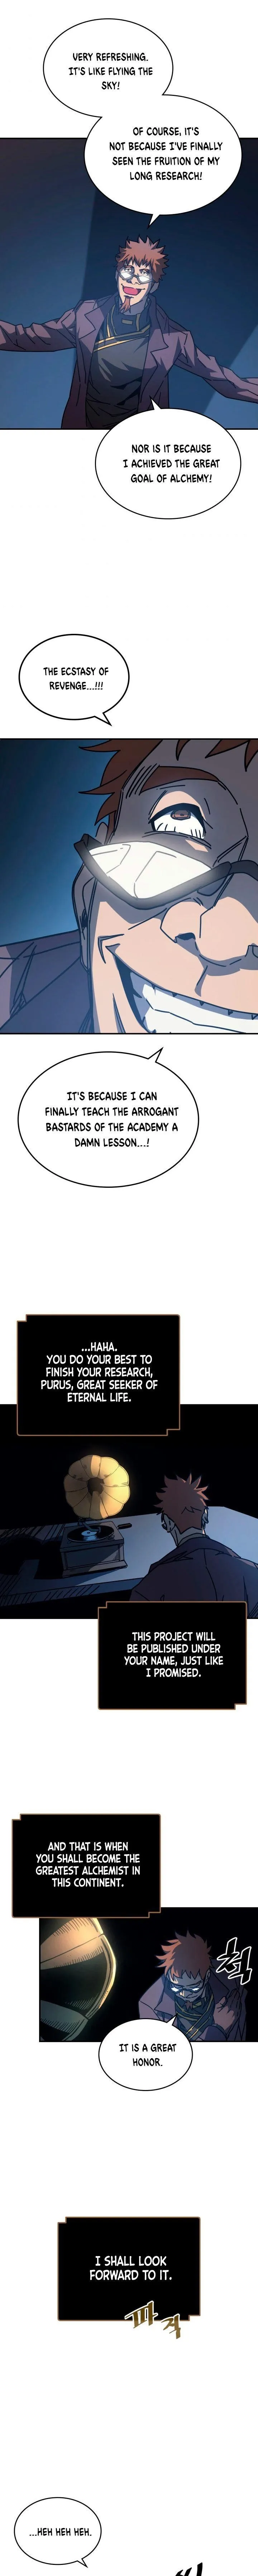 VERY REFRESHING.
IT'S LIKE FLYING THE
SKY!
OF COURSE, IT'S
NOT BECAUSE I'VE FINALLY
SEEN THE FRUITION OF MY
LONG RESEARCH!
NOR IS IT BECAUSE
I ACHIEVED THE GREAT
GOAL OF ALCHEMY!
THE ECSTASY OF
REVENGE...!!!
IT'S BECAUSE I CAN
FINALLY TEACH THE ARROGANT
BASTARDS OF THE ACADEMY A
DAMN LESSON...!
...HAHA.
YOU DO YOUR BEST TO
FINISH YOUR RESEARCH,
PURUS, GREAT SEEKER OF
ETERNAL LIFE.
THIS PROJECT WILL
BE PUBLISHED UNDER
YOUR NAME, JUST LIKE
I PROMISED.
AND THAT IS WHEN
YOU SHALL BECOME THE
GREATEST ALCHEMIST IN
THIS CONTINENT.
척
IT IS A GREAT
HONOR.
I SHALL LOOK
FORWARD TO IT.
...HEH HEH HEH.